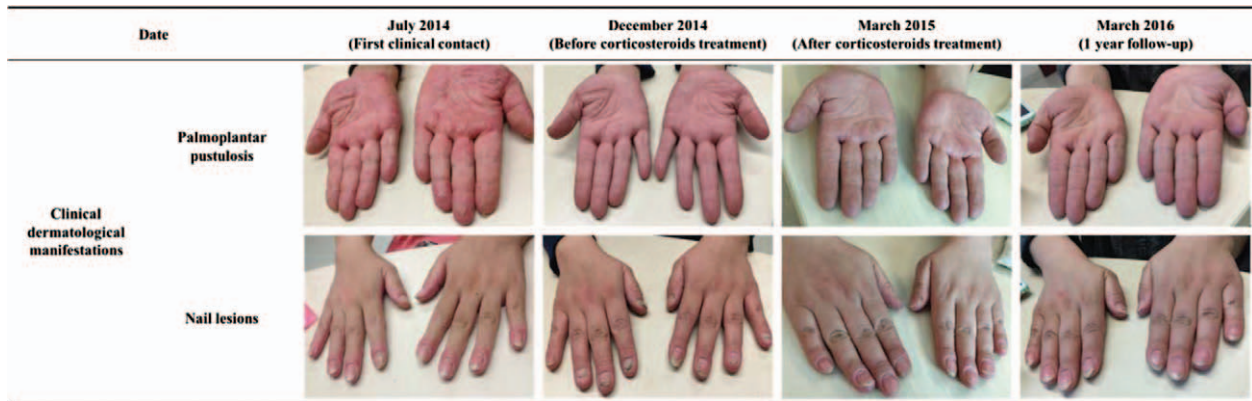 Date
July 2014
(First clinical contact)
December 2014
(Before corticosteroids treatment)
March 2015
(After corticosteroids treatment)
March 2016
(1 year follow-up)
Clinical
dermatological
manifestations
Palmoplantar
pustulosis
Nail lesions